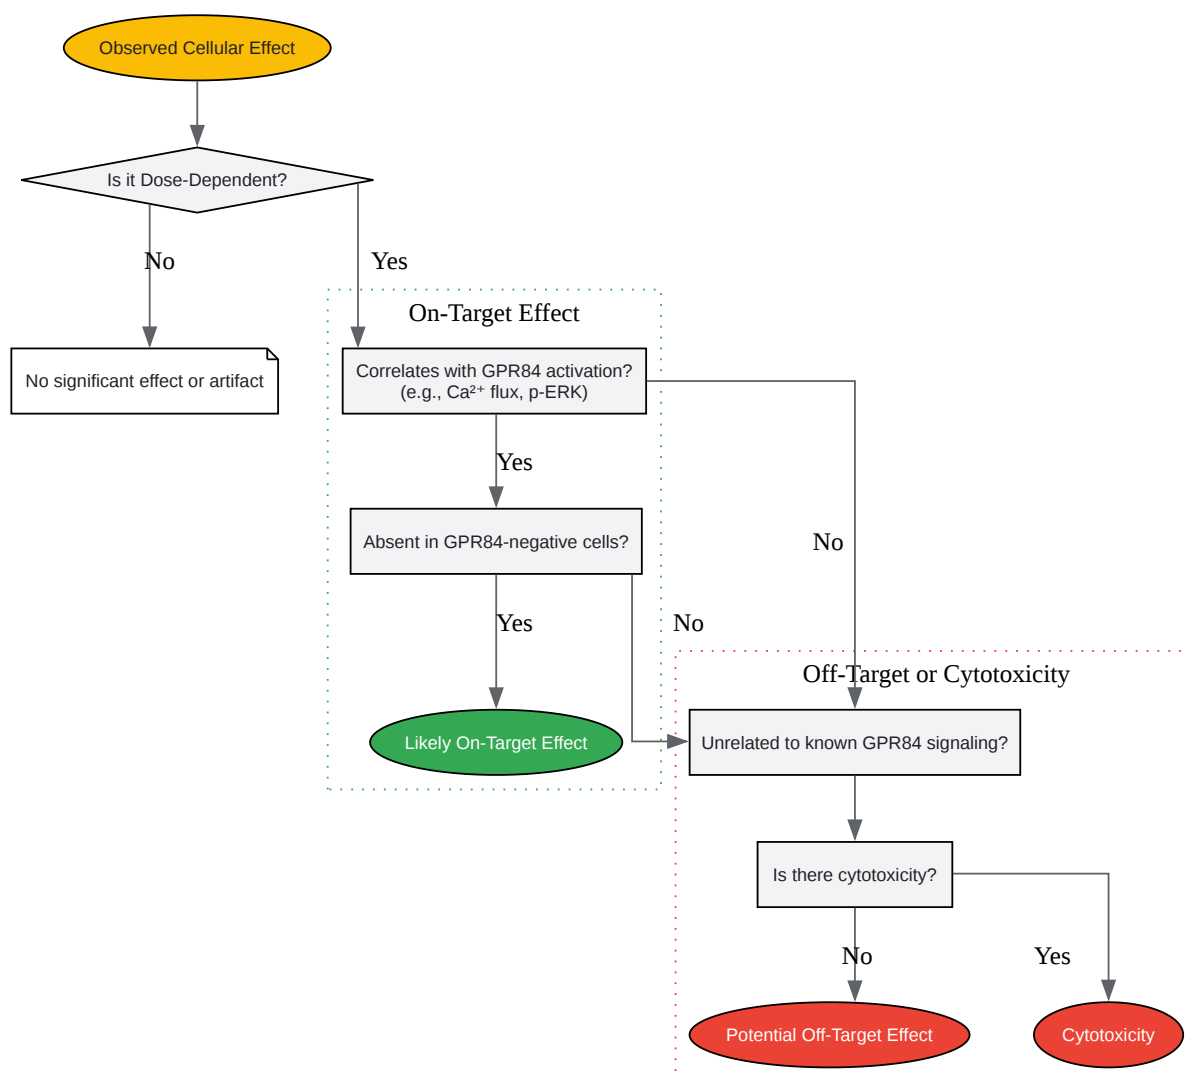 Observed Cellular Effect
Is it Dose-Dependent?
No
Yes
On-Target Effect
No significant effect or artifact
Correlates with GPR84 activation?
(e.g., Ca²⁺ flux, p-ERK)
Yes
Absent in GPR84-negative cells?
No
Yes
No
Off-Target or Cytotoxicity
Likely On-Target Effect
Unrelated to known GPR84 signaling?
Is there cytotoxicity?
No
Yes
Potential Off-Target Effect
Cytotoxicity